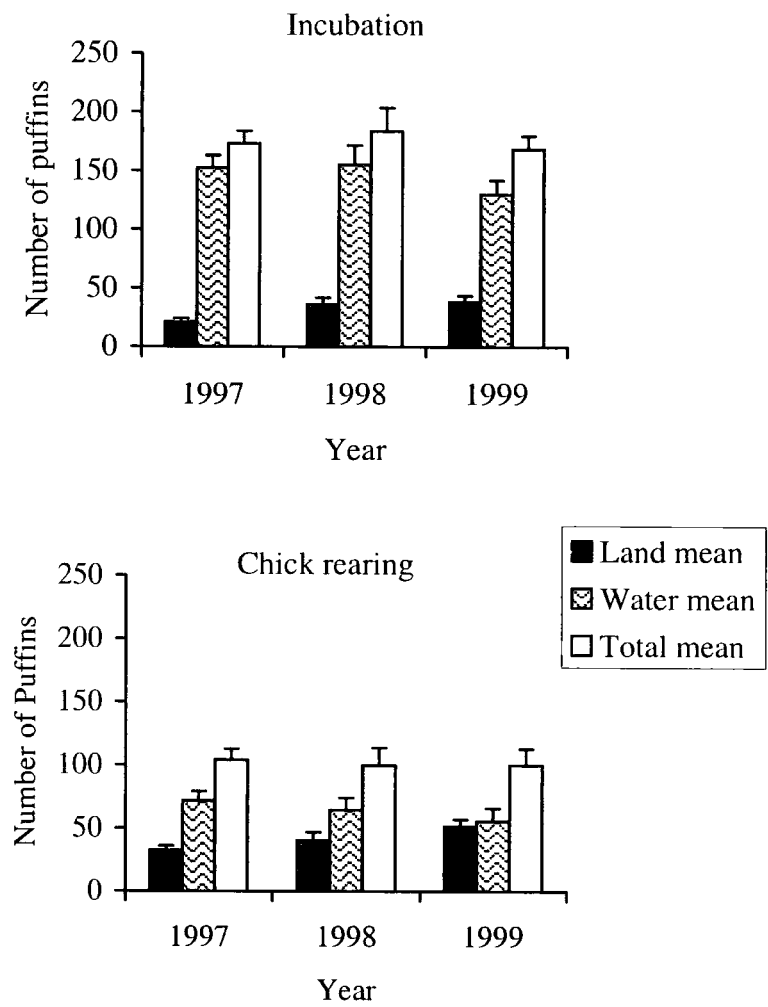 Incubation
250
200
150
100
50
0
Number of puffins
1997 1998 1999
Year
Chick rearing
250
200
150
100
50
0
Number of Puffins
1997 1998 1999
Year
Land mean
Water mean
Total mean